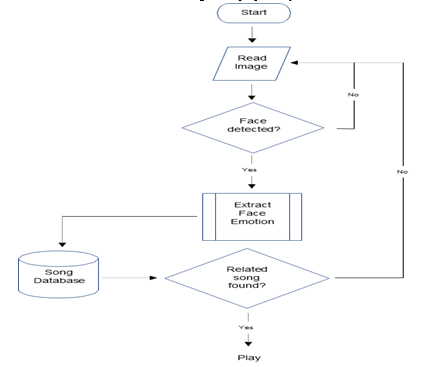 Start
Read
Image
No
Face
detected?
Yes
No
Extract
Face
Emotion
Song
Database
Related
song
found?
Yes
Play